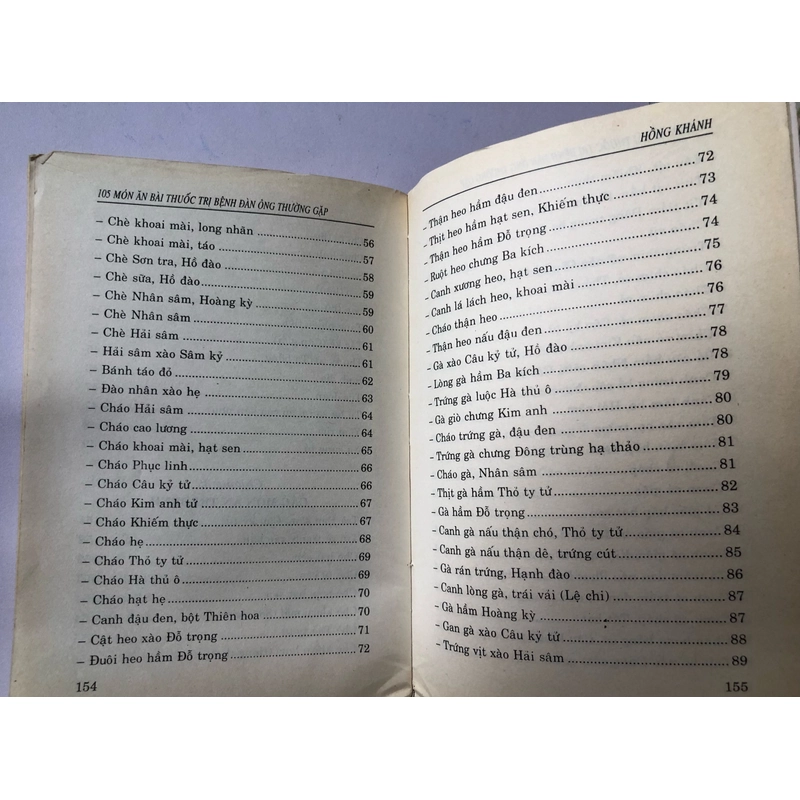 105 MÓN ĂN BÀI THUỐC TRỊ BỆNH ĐÀN ÔNG THƯỜNG GẶP
– Chè khoai mài, long nhãn ........ 56
– Chè khoai mài, táo ........ 57
– Chè Sơn tra, Hồ đào ........ 58
– Chè sữa, Hồ đào ........ 59
– Chè Nhân sâm, Hoàng kỳ ........ 59
– Chè Nhân sâm ........ 60
– Chè Hải sâm ........ 61
– Hải sâm xào Sâm kỷ ........ 61
– Bánh táo đỏ ........ 62
– Đào nhân xào hẹ ........ 63
– Cháo Hải sâm ........ 64
– Cháo cao lương ........ 64
– Cháo khoai mài, hạt sen ........ 65
– Cháo Phục linh ........ 66
– Cháo Câu kỷ tử ........ 66
– Cháo Kim anh tử ........ 67
– Cháo Khiếm thực ........ 67
– Cháo hẹ ........ 68
– Cháo Thỏ ty tử ........ 69
– Cháo Hà thủ ô ........ 69
– Cháo hạt hẹ ........ 70
– Canh đậu đen, bột Thiên hoa ........ 70
– Cật heo xào Đỗ trọng ........ 71
– Đuôi heo hầm Đỗ trọng ........ 72
154
HỒNG KHÁNH
– Thận heo hầm đậu đen ........ 72
– Thịt heo hầm hạt sen, Khiếm thực ........ 73
– Thận heo hầm Đỗ trọng ........ 74
– Ruột heo chưng Ba kích ........ 74
– Canh xương heo, hạt sen ........ 75
– Canh lá lách heo, khoai mài ........ 76
– Cháo thận heo ........ 76
– Thận heo nấu đậu đen ........ 77
– Gà xào Câu kỷ tử, Hồ đào ........ 78
– Lòng gà hầm Ba kích ........ 78
– Trứng gà luộc Hà thủ ô ........ 79
– Gà giò chưng Kim anh ........ 80
– Cháo trứng gà, đậu đen ........ 80
– Trứng gà chưng Đông trùng hạ thảo ........ 81
– Cháo gà, Nhân sâm ........ 81
– Thịt gà hầm Thỏ ty tử ........ 82
– Gà hầm Đỗ trọng ........ 83
– Canh gà nấu thận chó, Thỏ ty tử ........ 84
– Canh gà nấu thận dê, trứng cút ........ 85
– Gà rán trứng, Hạnh đào ........ 86
– Canh lòng gà, trái vải (Lệ chi) ........ 87
– Gà hầm Hoàng kỳ ........ 87
– Gan gà xào Câu kỷ tử ........ 88
– Trứng vịt xào Hải sâm ........ 89
155